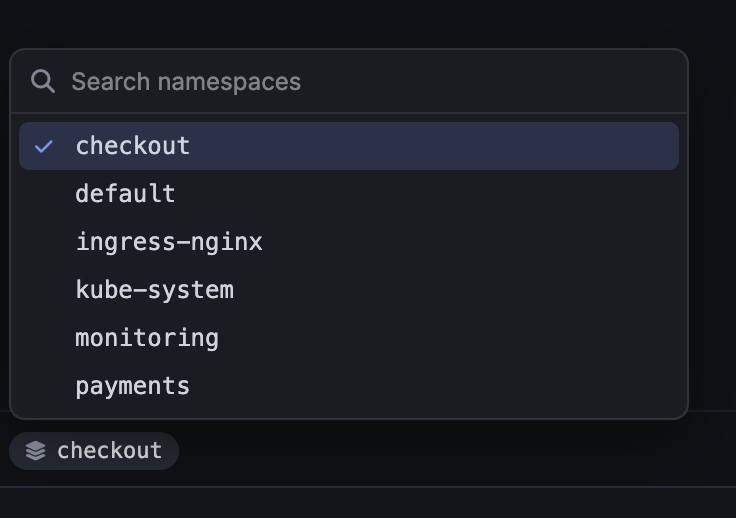 Search namespaces
checkout
default
ingress-nginx
kube-system
monitoring
payments
checkout